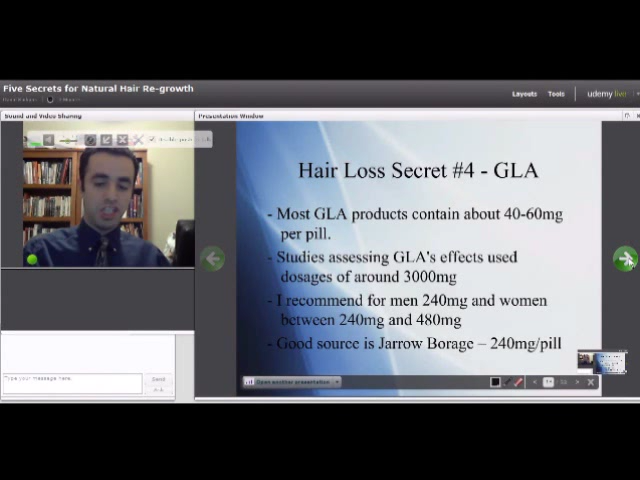 Five Secrets for Natural Hair Re-growth
Layouts
Tools
udemy live
Sound and Video Sharing
Presentation Window
Hair Loss Secret #4 - GLA
- Most GLA products contain about 40-60mg
per pill.
- Studies assessing GLA's effects used
dosages of around 3000mg
- I recommend for men 240mg and women
between 240mg and 480mg
- Good source is Jarrow Borage – 240mg/pill
Type your message here.
Send
Open another presentation